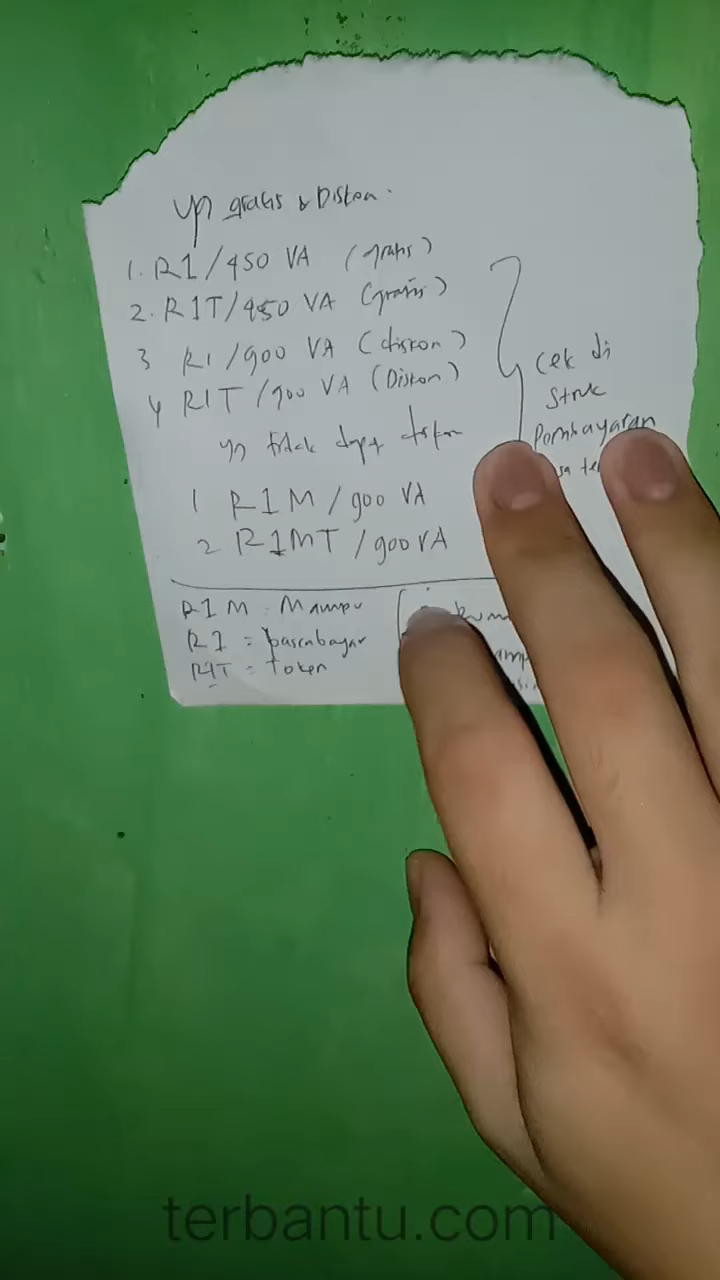 yg gratis & Diskon.
1. R1/450 VA (gratis)
2. R1T/450 VA (gratis)
3 R1/900 VA (diskon)
4 R1T/900 VA (Diskon)
cek di
struk
Pembayaran
yg tidak dapat diskon
1 R1M/900 VA
2 R1MT/900 VA
R1M = Mampu
R1 = pascabayar
R1T = Token
terbantu.com